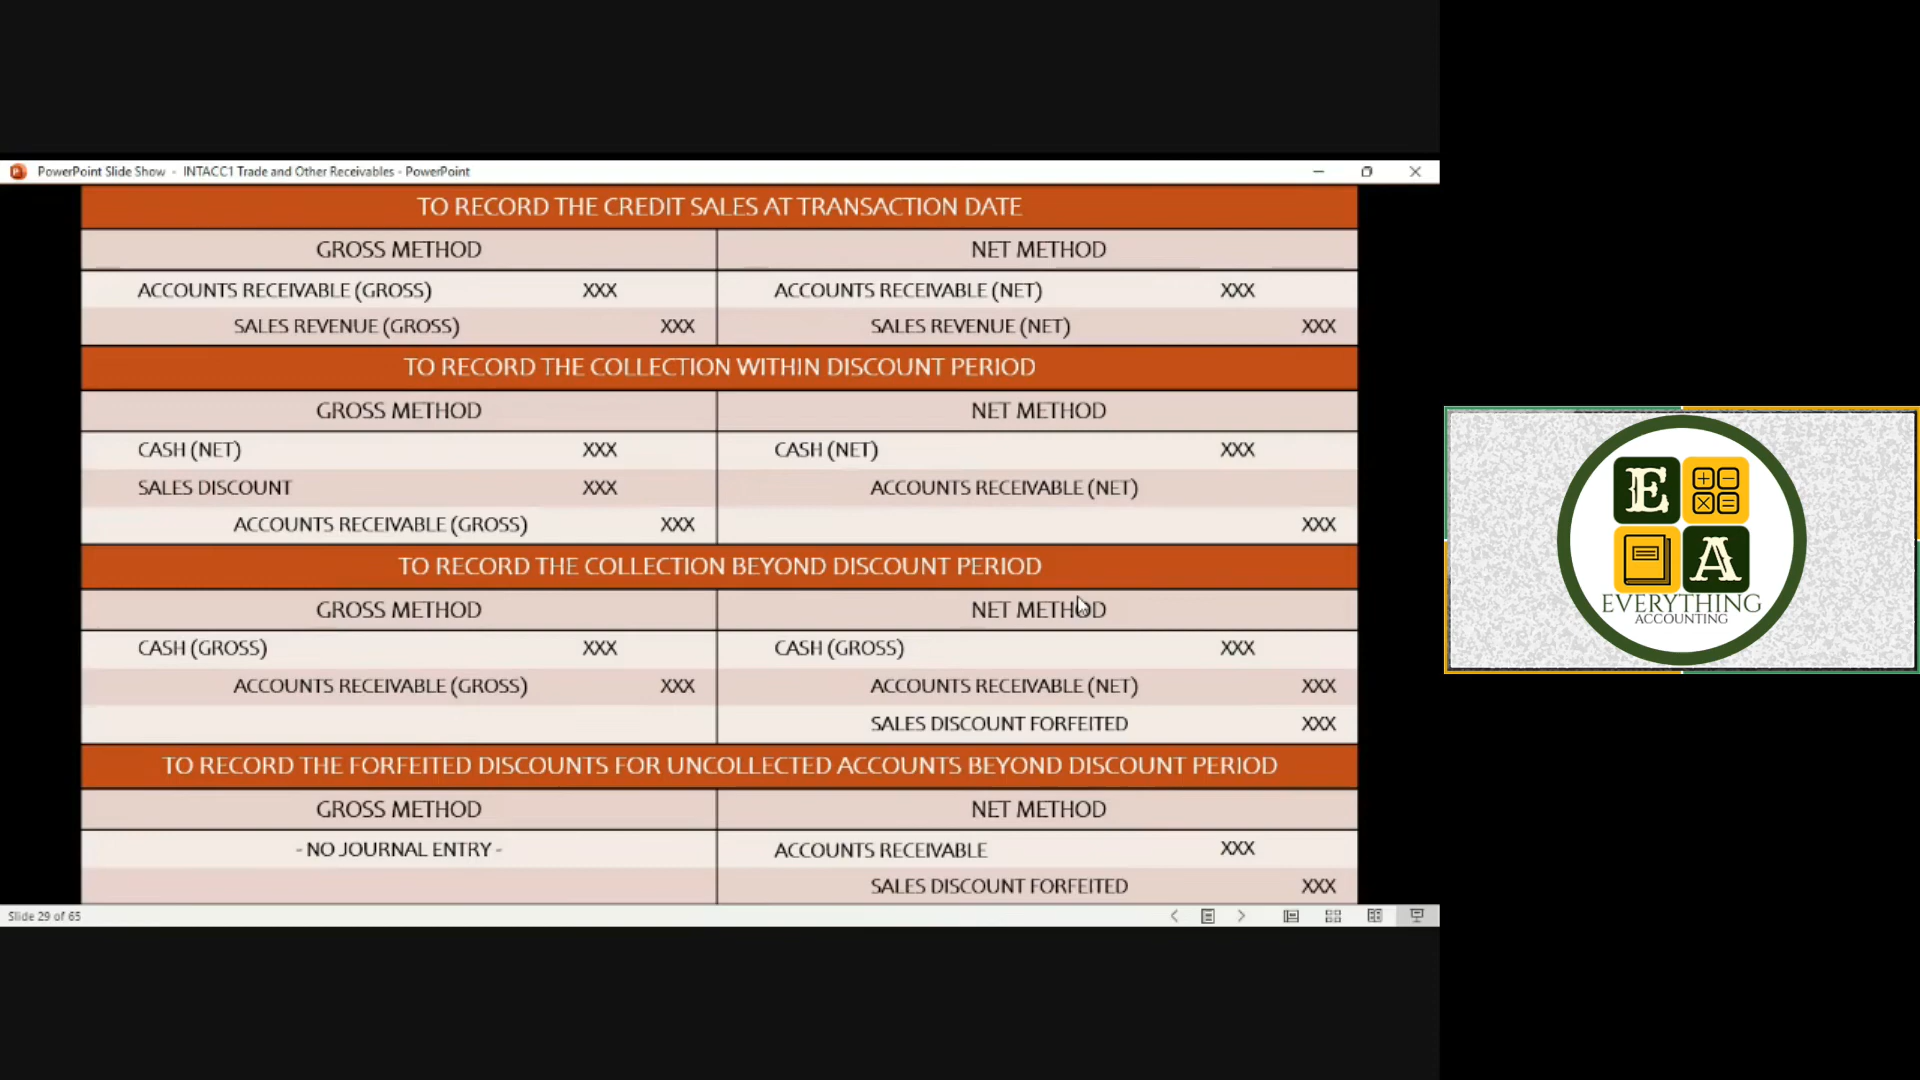 PowerPoint Slide Show - INTACC1 Trade and Other Receivables - PowerPoint
TO RECORD THE CREDIT SALES AT TRANSACTION DATE
GROSS METHOD NET METHOD
ACCOUNTS RECEIVABLE (GROSS) XXX ACCOUNTS RECEIVABLE (NET) XXX
SALES REVENUE (GROSS) XXX SALES REVENUE (NET) XXX
TO RECORD THE COLLECTION WITHIN DISCOUNT PERIOD
GROSS METHOD NET METHOD
CASH (NET) XXX CASH (NET) XXX
SALES DISCOUNT XXX ACCOUNTS RECEIVABLE (NET)
ACCOUNTS RECEIVABLE (GROSS) XXX XXX
TO RECORD THE COLLECTION BEYOND DISCOUNT PERIOD
GROSS METHOD NET METHOD
CASH (GROSS) XXX CASH (GROSS) XXX
ACCOUNTS RECEIVABLE (GROSS) XXX ACCOUNTS RECEIVABLE (NET) XXX
SALES DISCOUNT FORFEITED XXX
TO RECORD THE FORFEITED DISCOUNTS FOR UNCOLLECTED ACCOUNTS BEYOND DISCOUNT PERIOD
GROSS METHOD NET METHOD
- NO JOURNAL ENTRY - ACCOUNTS RECEIVABLE XXX
SALES DISCOUNT FORFEITED XXX
Slide 29 of 65
E
A
EVERYTHING
ACCOUNTING